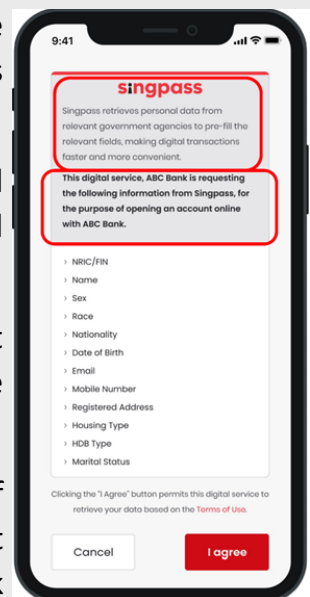 9:41
singpass
Singpass retrieves personal data from
relevant government agencies to pre-fill the
relevant fields, making digital transactions
faster and more convenient.
This digital service, ABC Bank is requesting
the following information from Singpass, for
the purpose of opening an account online
with ABC Bank.
> NRIC/FIN
> Name
> Sex
> Race
> Nationality
> Date of Birth
> Email
> Mobile Number
> Registered Address
> Housing Type
> HDB Type
> Marital Status
Clicking the "I Agree" button permits this digital service to
retrieve your data based on the Terms of Use.
Cancel I agree